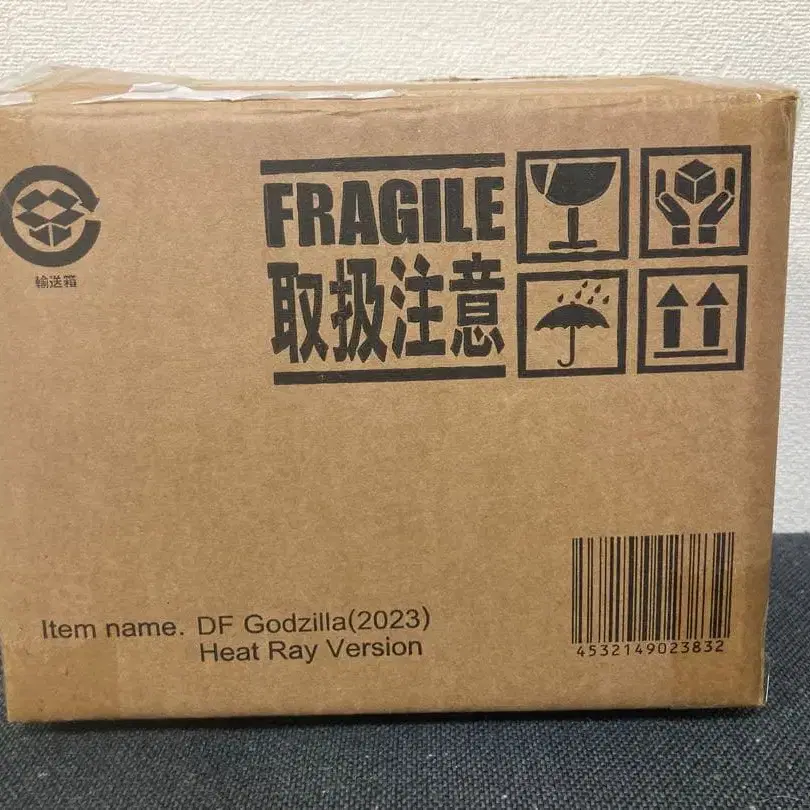 FRAGILE
取扱注意
輸送箱
Item name. DF Godzilla(2023)
Heat Ray Version
4532149023832